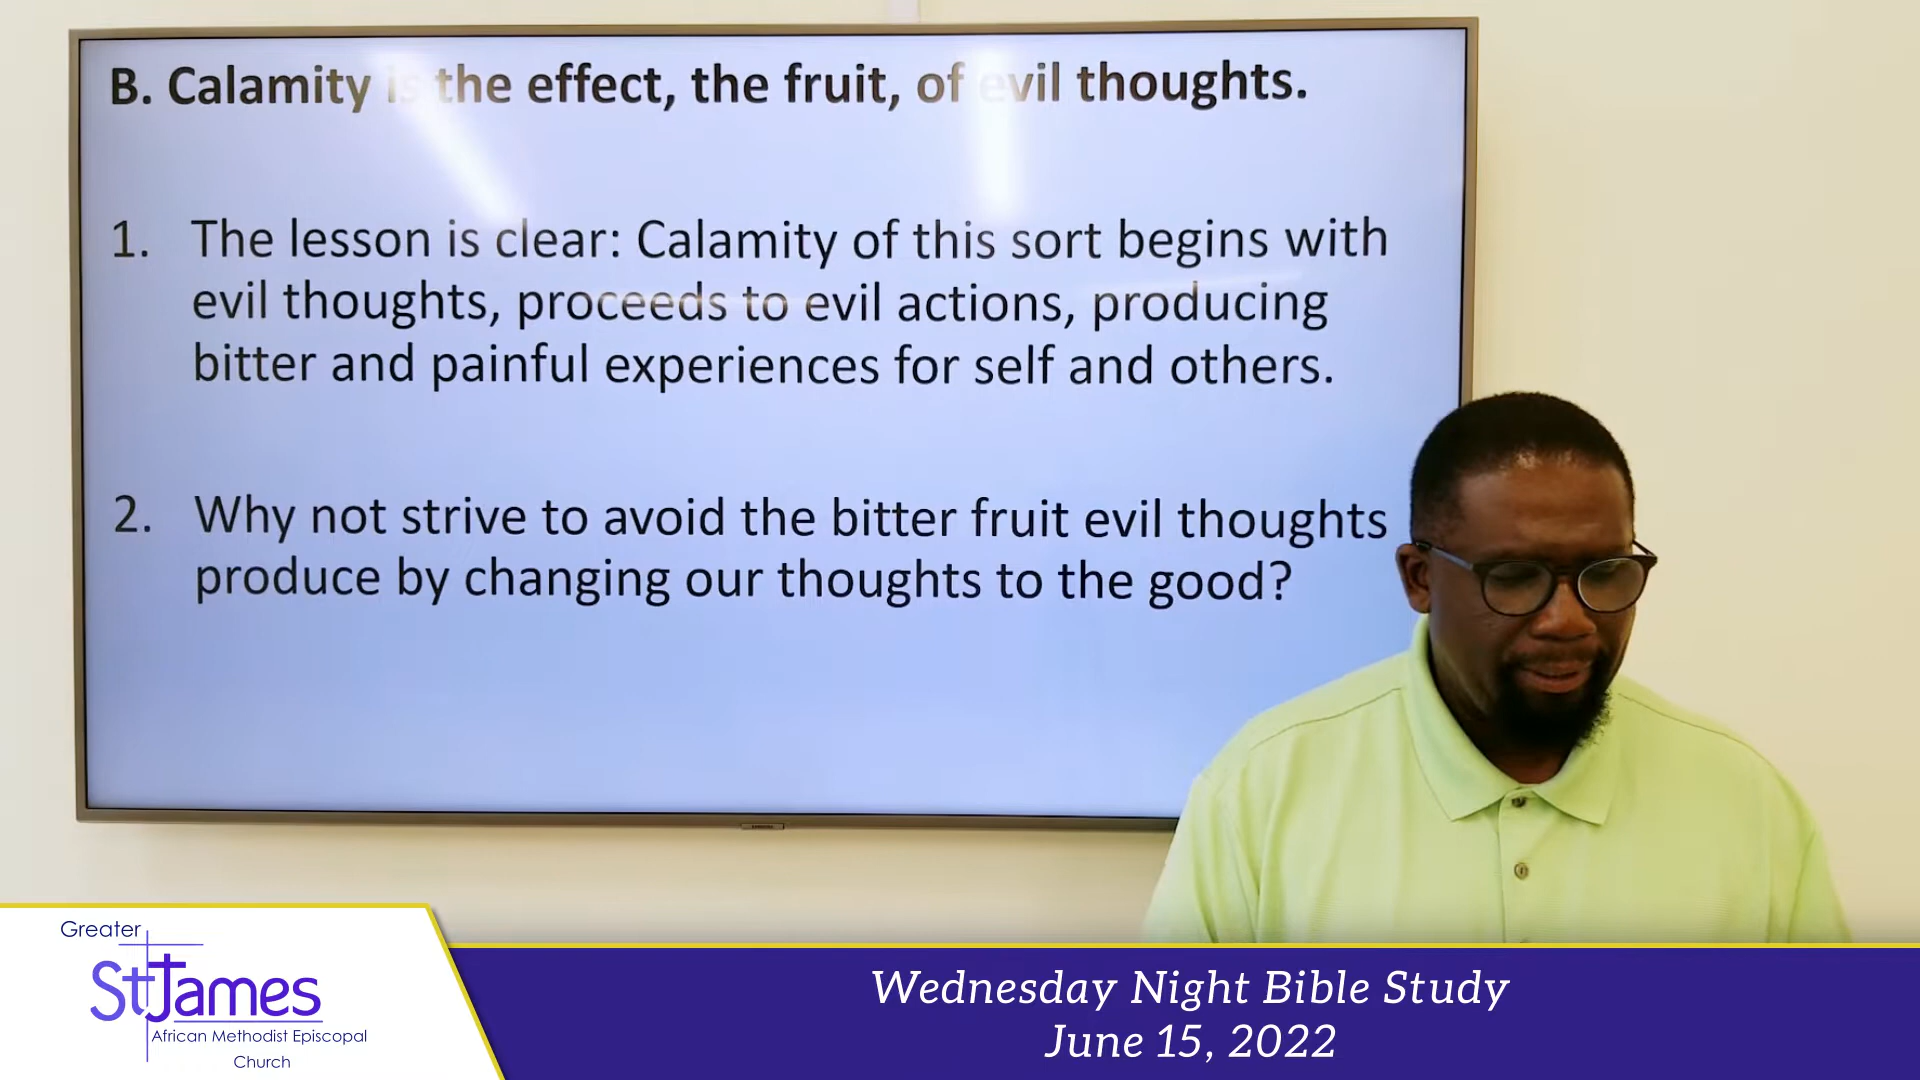 B. Calamity is the effect, the fruit, of evil thoughts.
1. The lesson is clear: Calamity of this sort begins with
evil thoughts, proceeds to evil actions, producing
bitter and painful experiences for self and others.
2. Why not strive to avoid the bitter fruit evil thoughts
produce by changing our thoughts to the good?
SAMSUNG
Greater
St. James
African Methodist Episcopal
Church
Wednesday Night Bible Study
June 15, 2022